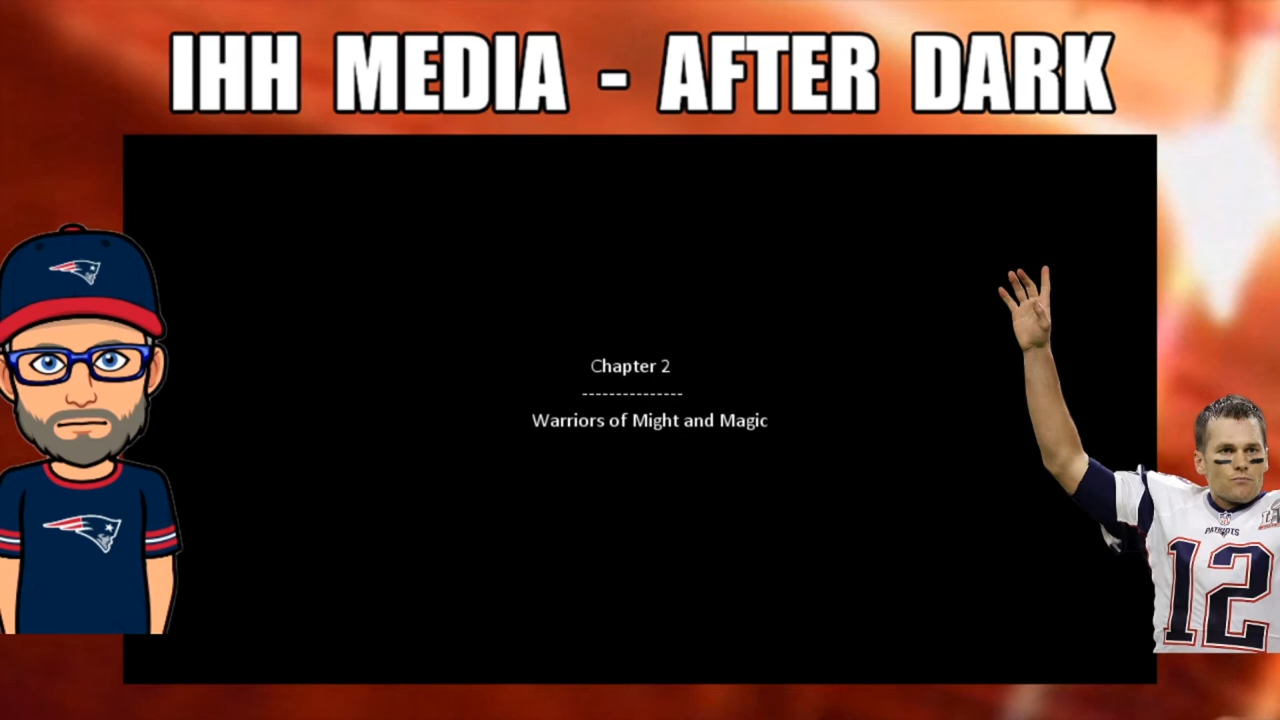 IHH MEDIA - AFTER DARK
Chapter 2
---------------
Warriors of Might and Magic
PATRIOTS
12